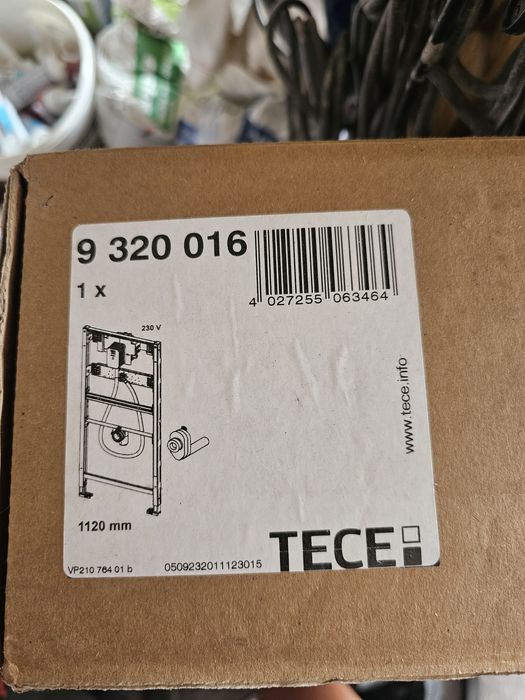 9 320 016
1 x
4 027255 063464
230 V
www.tece.info
1120 mm
VP210 764 01 b
0509232011123015
TECE